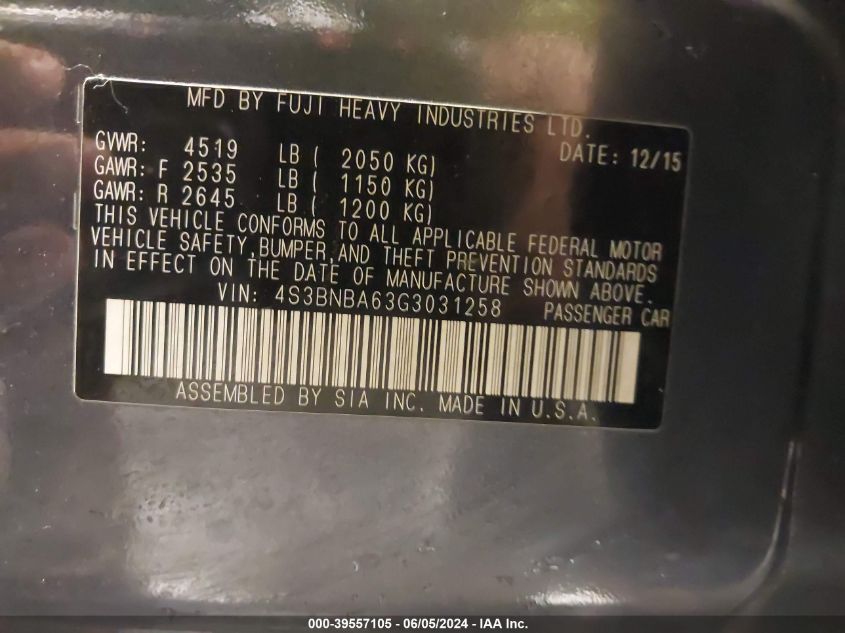 MFD BY FUJI HEAVY INDUSTRIES LTD.
GVWR: 4519 LB ( 2050 KG) DATE: 12/15
GAWR: F 2535 LB ( 1150 KG)
GAWR: R 2645 LB ( 1200 KG)
THIS VEHICLE CONFORMS TO ALL APPLICABLE FEDERAL MOTOR
VEHICLE SAFETY, BUMPER, AND THEFT PREVENTION STANDARDS
IN EFFECT ON THE DATE OF MANUFACTURE SHOWN ABOVE.
VIN: 4S3BNBA63G3031258 PASSENGER CAR
ASSEMBLED BY SIA INC. MADE IN U.S.A.
000-39557105 - 06/05/2024 - IAA Inc.